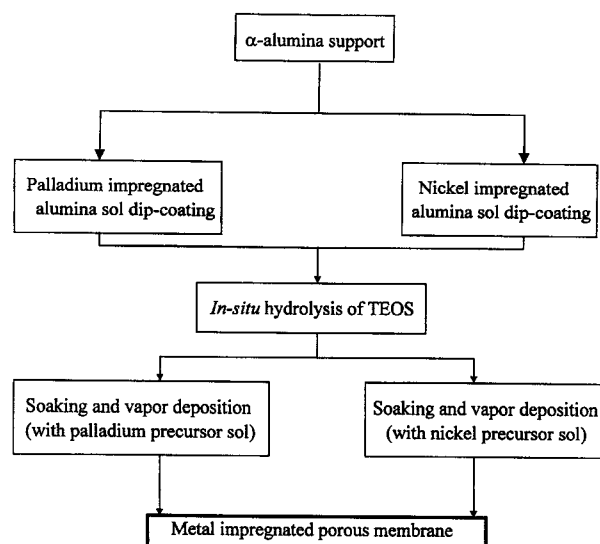 α-alumina support
Palladium impregnated
alumina sol dip-coating
Nickel impregnated
alumina sol dip-coating
In-situ hydrolysis of TEOS
Soaking and vapor deposition
(with palladium precursor sol)
Soaking and vapor deposition
(with nickel precursor sol)
Metal impregnated porous membrane